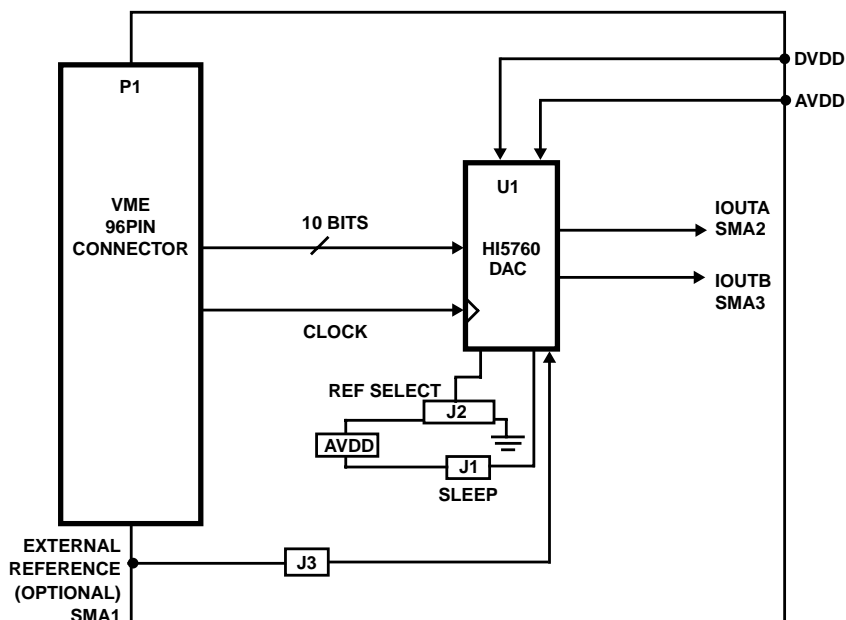 DVDD
P1
AVDD
U1
VME
96PIN
CONNECTOR
10 BITS
HI5760
DAC
IOUTA
SMA2
IOUTB
SMA3
CLOCK
REF SELECT
J2
AVDD
J1
SLEEP
EXTERNAL
REFERENCE
(OPTIONAL)
SMA1
J3